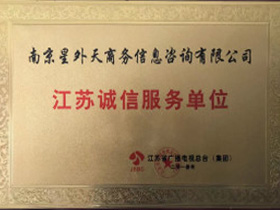 南京星外天商务信息咨询有限公司
江苏诚信服务单位
江苏省广播电视总台（集团）